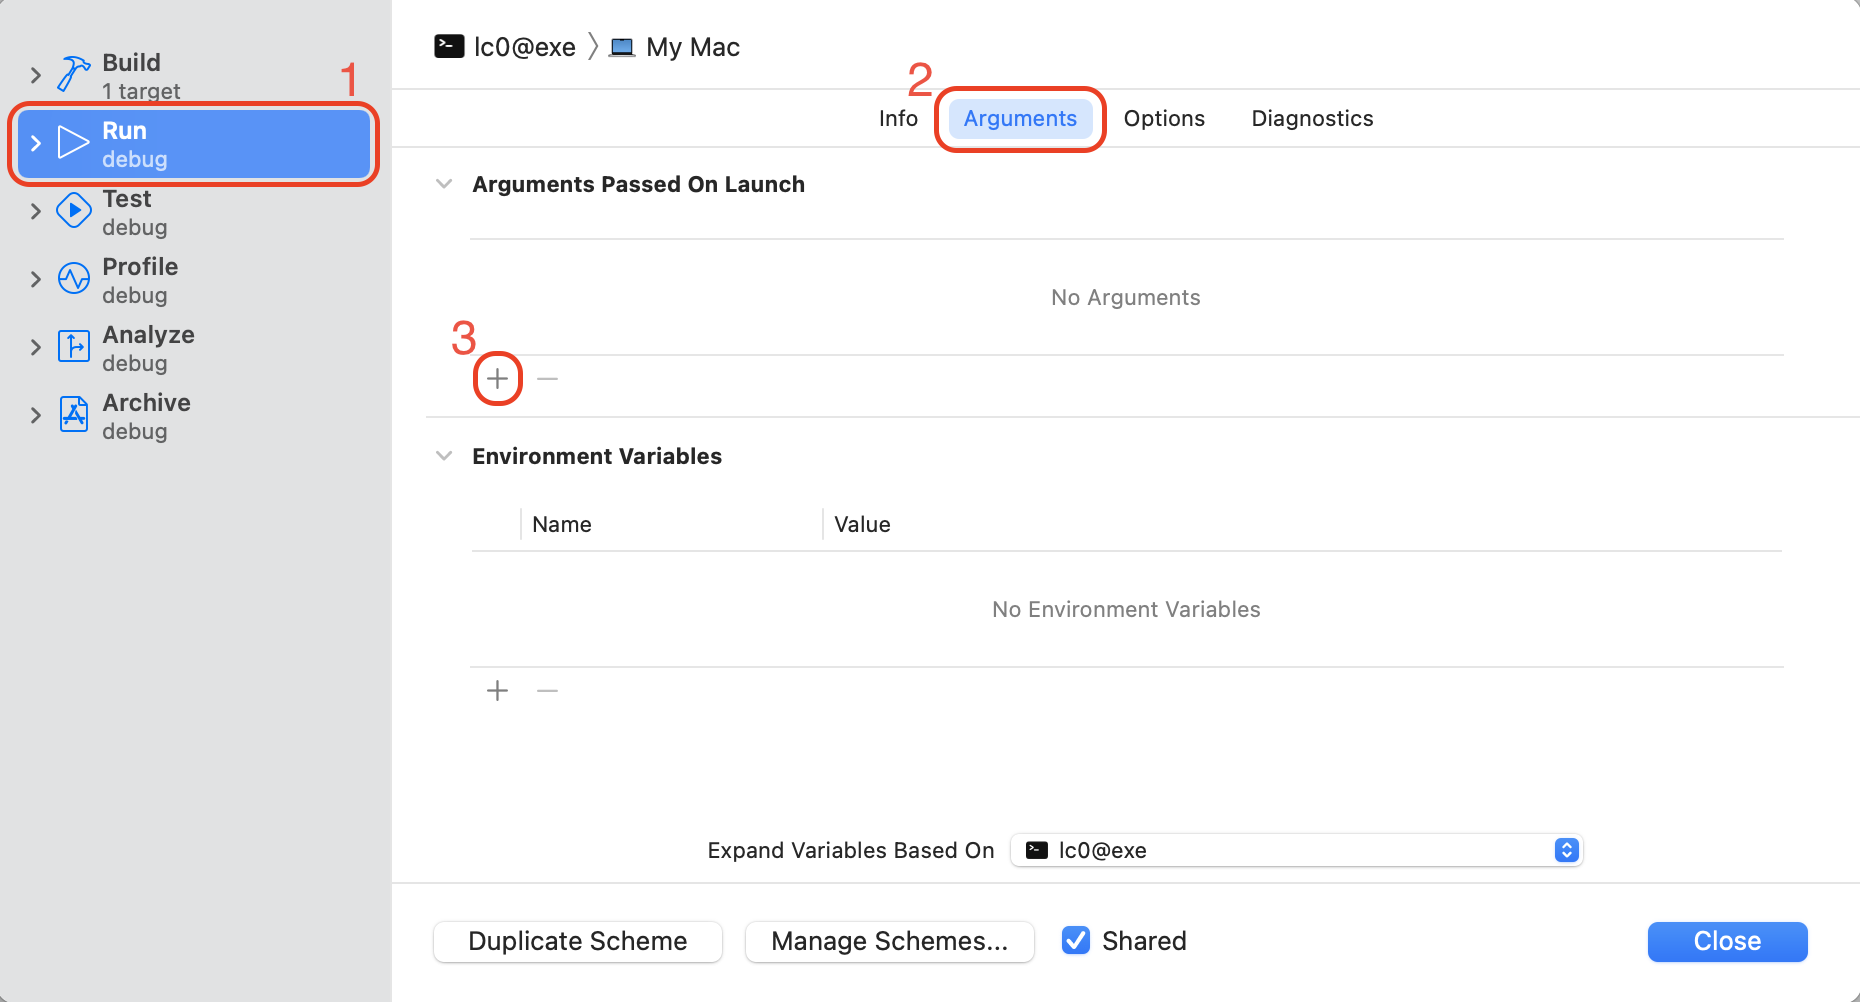 Build
1 target
1
Run
debug
Test
debug
Profile
debug
Analyze
debug
Archive
debug
lc0@exe My Mac
2
Info Arguments Options Diagnostics
Arguments Passed On Launch
No Arguments
3
Environment Variables
Name Value
No Environment Variables
Expand Variables Based On lc0@exe
Duplicate Scheme Manage Schemes... Shared Close